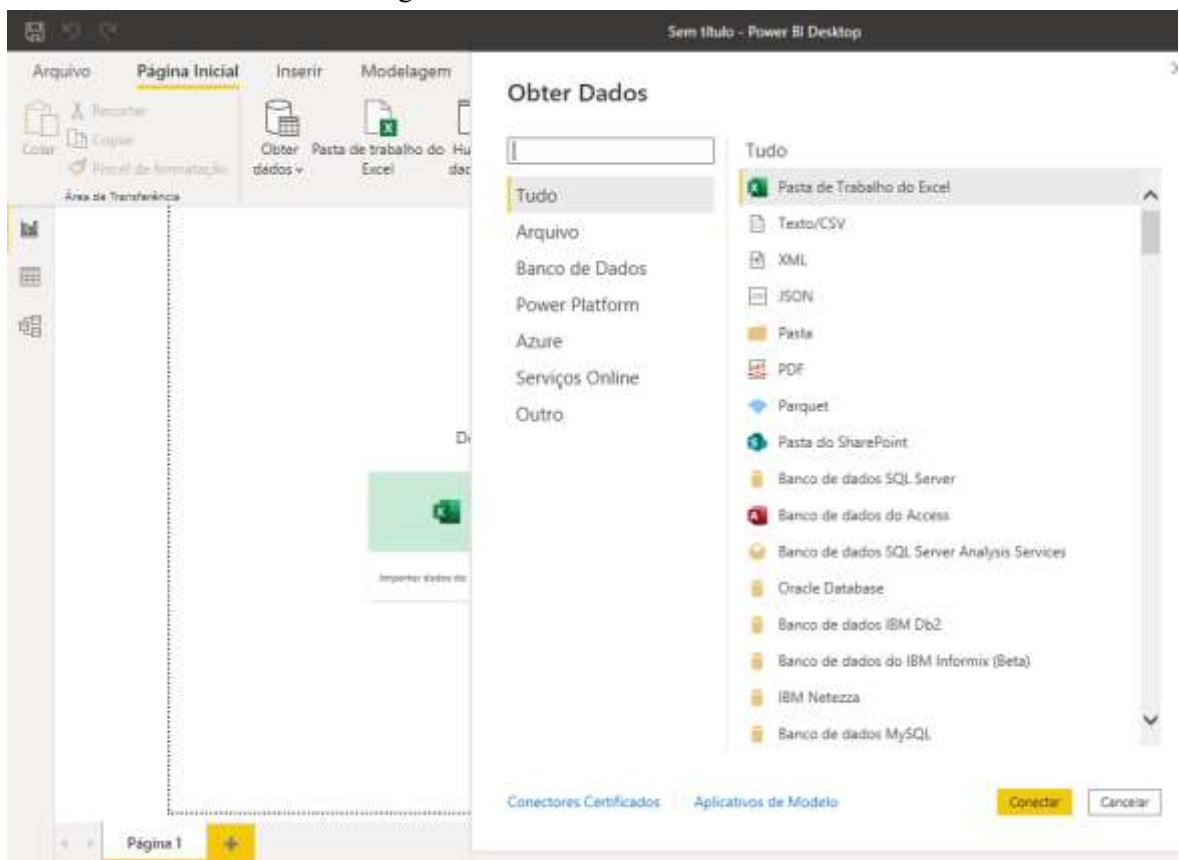 Sem título - Power BI Desktop
Arquivo Página Inicial Inserir Modelagem
Colar
Recortar
Copiar
Pincel de formatação
Obter dados
Pasta de trabalho do Excel
Área de Transferência
Obter Dados
Tudo
Arquivo
Banco de Dados
Power Platform
Azure
Serviços Online
Outro
Tudo
Pasta de Trabalho do Excel
Texto/CSV
XML
JSON
Pasta
PDF
Parquet
Pasta do SharePoint
Banco de dados SQL Server
Banco de dados do Access
Banco de dados SQL Server Analysis Services
Oracle Database
Banco de dados IBM Db2
Banco de dados do IBM Informix (Beta)
IBM Netezza
Banco de dados MySQL
Importar dados do
Conectores Certificados Aplicativos de Modelo Conectar Cancelar
Página 1